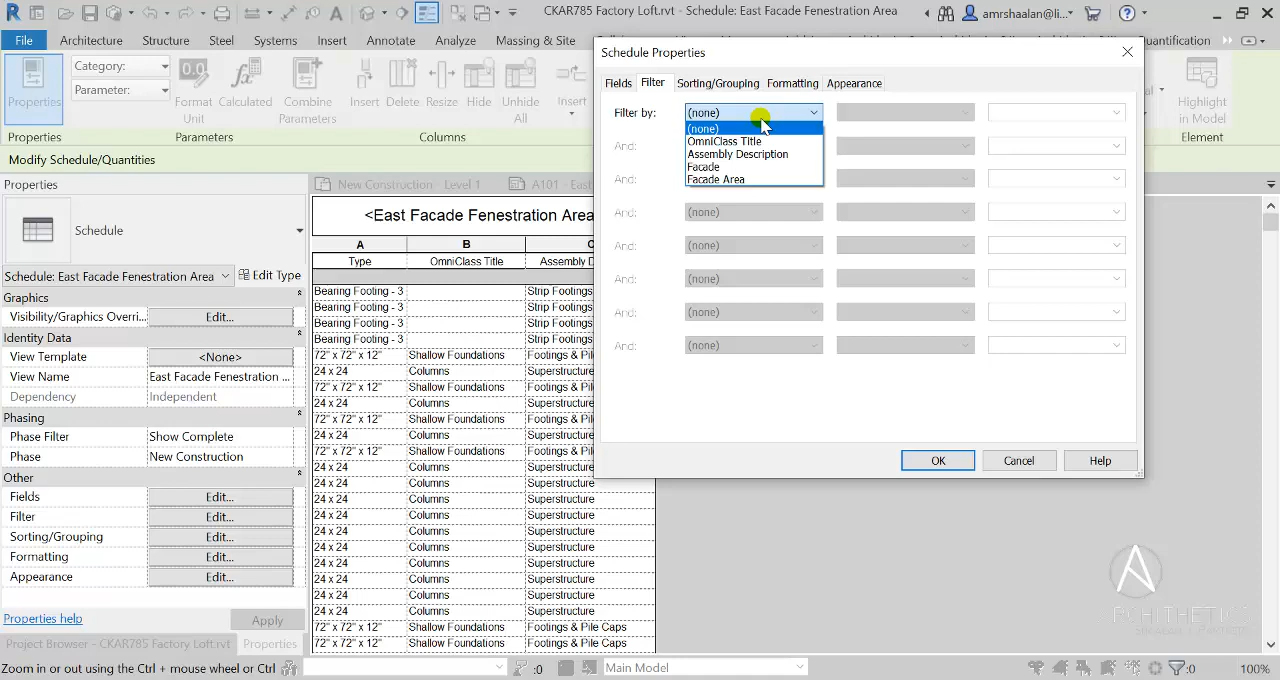 CKAR785 Factory Loft.rvt - Schedule: East Facade Fenestration Area
amrshaalan@li...
File
Architecture
Structure
Steel
Systems
Insert
Annotate
Analyze
Massing & Site
Quantification
Properties
Category:
Parameter:
Format
Unit
Calculated
Combine
Parameters
Insert
Delete
Resize
Hide
Unhide
All
Insert
Highlight
in Model
Properties
Parameters
Columns
Element
Modify Schedule/Quantities
Properties
Schedule
Schedule: East Facade Fenestration Area
Edit Type
Graphics
Visibility/Graphics Overri...
Edit...
Identity Data
View Template
<None>
View Name
East Facade Fenestration ...
Dependency
Independent
Phasing
Phase Filter
Show Complete
Phase
New Construction
Other
Fields
Edit...
Filter
Edit...
Sorting/Grouping
Edit...
Formatting
Edit...
Appearance
Edit...
Properties help
Apply
Project Browser - CKAR785 Factory Loft.rvt
Properties
New Construction - Level 1
A101 - East
<East Facade Fenestration Area
A B C
Type OmniClass Title Assembly D
Bearing Footing - 3 Strip Footings
Bearing Footing - 3 Strip Footings
Bearing Footing - 3 Strip Footings
Bearing Footing - 3 Strip Footings
72" x 72" x 12" Shallow Foundations Footings & Pile
24 x 24 Columns Superstructure
72" x 72" x 12" Shallow Foundations Footings & Pile
24 x 24 Columns Superstructure
72" x 72" x 12" Shallow Foundations Footings & Pile
24 x 24 Columns Superstructure
72" x 72" x 12" Shallow Foundations Footings & Pile
24 x 24 Columns Superstructure
24 x 24 Columns Superstructure
24 x 24 Columns Superstructure
24 x 24 Columns Superstructure
24 x 24 Columns Superstructure
24 x 24 Columns Superstructure
24 x 24 Columns Superstructure
24 x 24 Columns Superstructure
24 x 24 Columns Superstructure
24 x 24 Columns Superstructure
72" x 72" x 12" Shallow Foundations Footings & Pile Caps
72" x 72" x 12" Shallow Foundations Footings & Pile Caps
Schedule Properties
Fields
Filter
Sorting/Grouping
Formatting
Appearance
Filter by:
(none)
(none)
OmniClass Title
Assembly Description
Facade
Facade Area
And:
And:
And:
(none)
And:
(none)
And:
(none)
And:
(none)
And:
(none)
OK
Cancel
Help
Zoom in or out using the Ctrl + mouse wheel or Ctrl
:0
Main Model
:0
100%